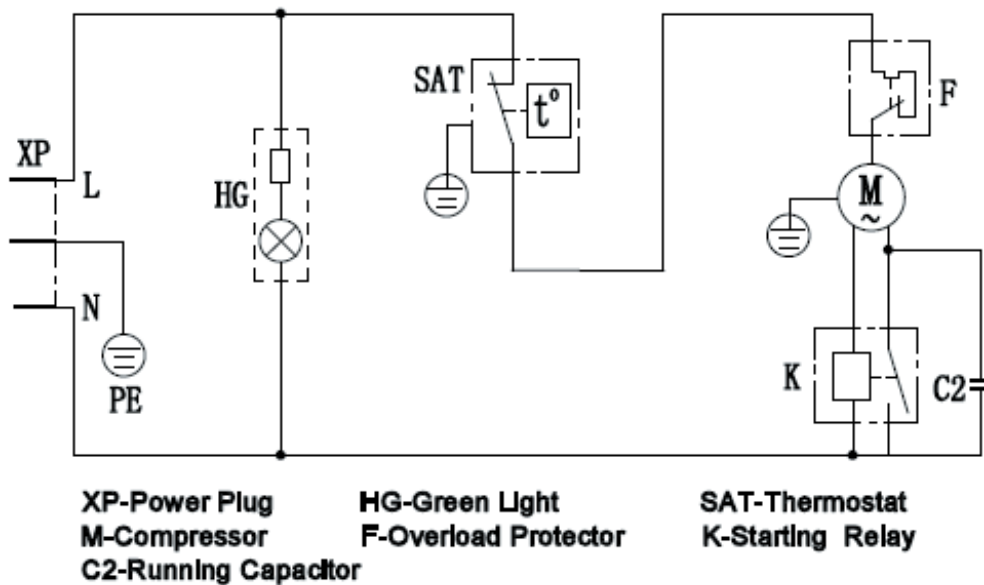 SAT
t°
F
XP
L
HG
M
~
N
PE
K
C2
XP-Power Plug HG-Green Light SAT-Thermostat
M-Compressor F-Overload Protector K-Starting Relay
C2-Running Capacitor